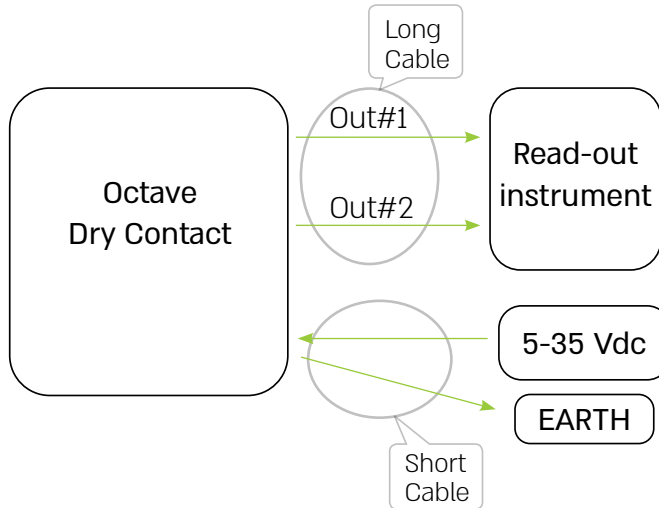 Long
Cable
Out#1
Out#2
Octave
Dry Contact
Read-out
instrument
5-35 Vdc
EARTH
Short
Cable